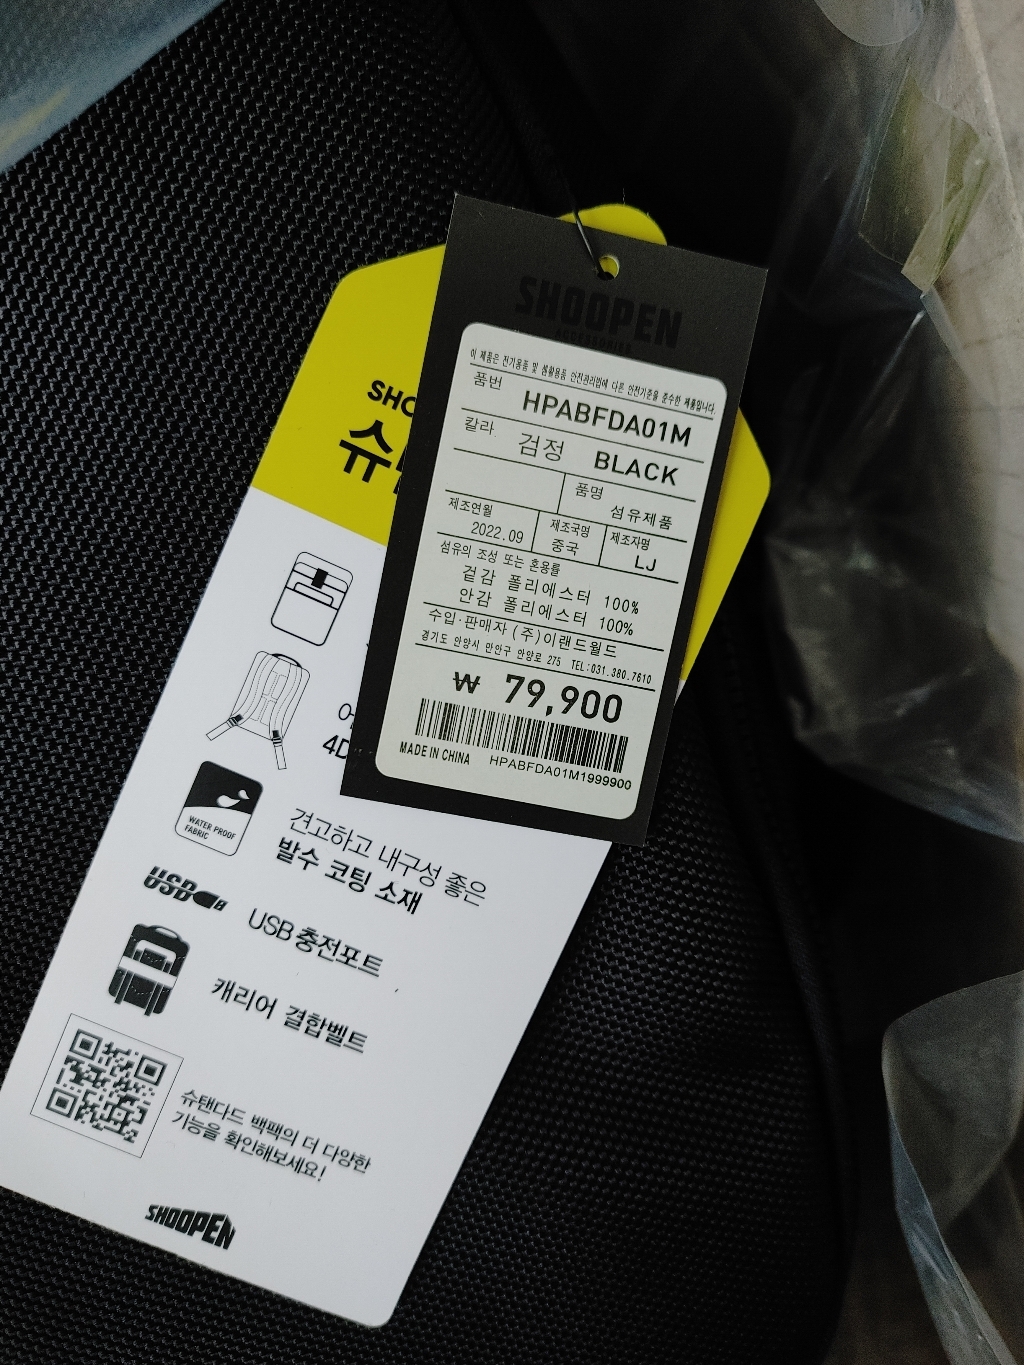 SHOOPEN
ACCESSORIES
이 제품은 전기용품 및 생활용품 안전관리법에 따른 안전기준을 준수한 제품입니다.
품번
HPABFDA01M
칼라.
검정 BLACK
품명
섬유제품
제조연월
2022.09
제조국명
중국
제조자명
LJ
섬유의 조성 또는 혼용률
겉감 폴리에스터 100%
안감 폴리에스터 100%
수입·판매자 (주)이랜드월드
경기도 안양시 만안구 안양로 275 TEL:031.380.7610
₩ 79,900
MADE IN CHINA HPABFDA01M1999900
SHO
슈
4D
WATER PROOF
FABRIC
견고하고 내구성 좋은
발수 코팅 소재
USB
USB 충전포트
캐리어 결합벨트
슈탠다드 백팩의 더 다양한
기능을 확인해보세요!
SHOOPEN